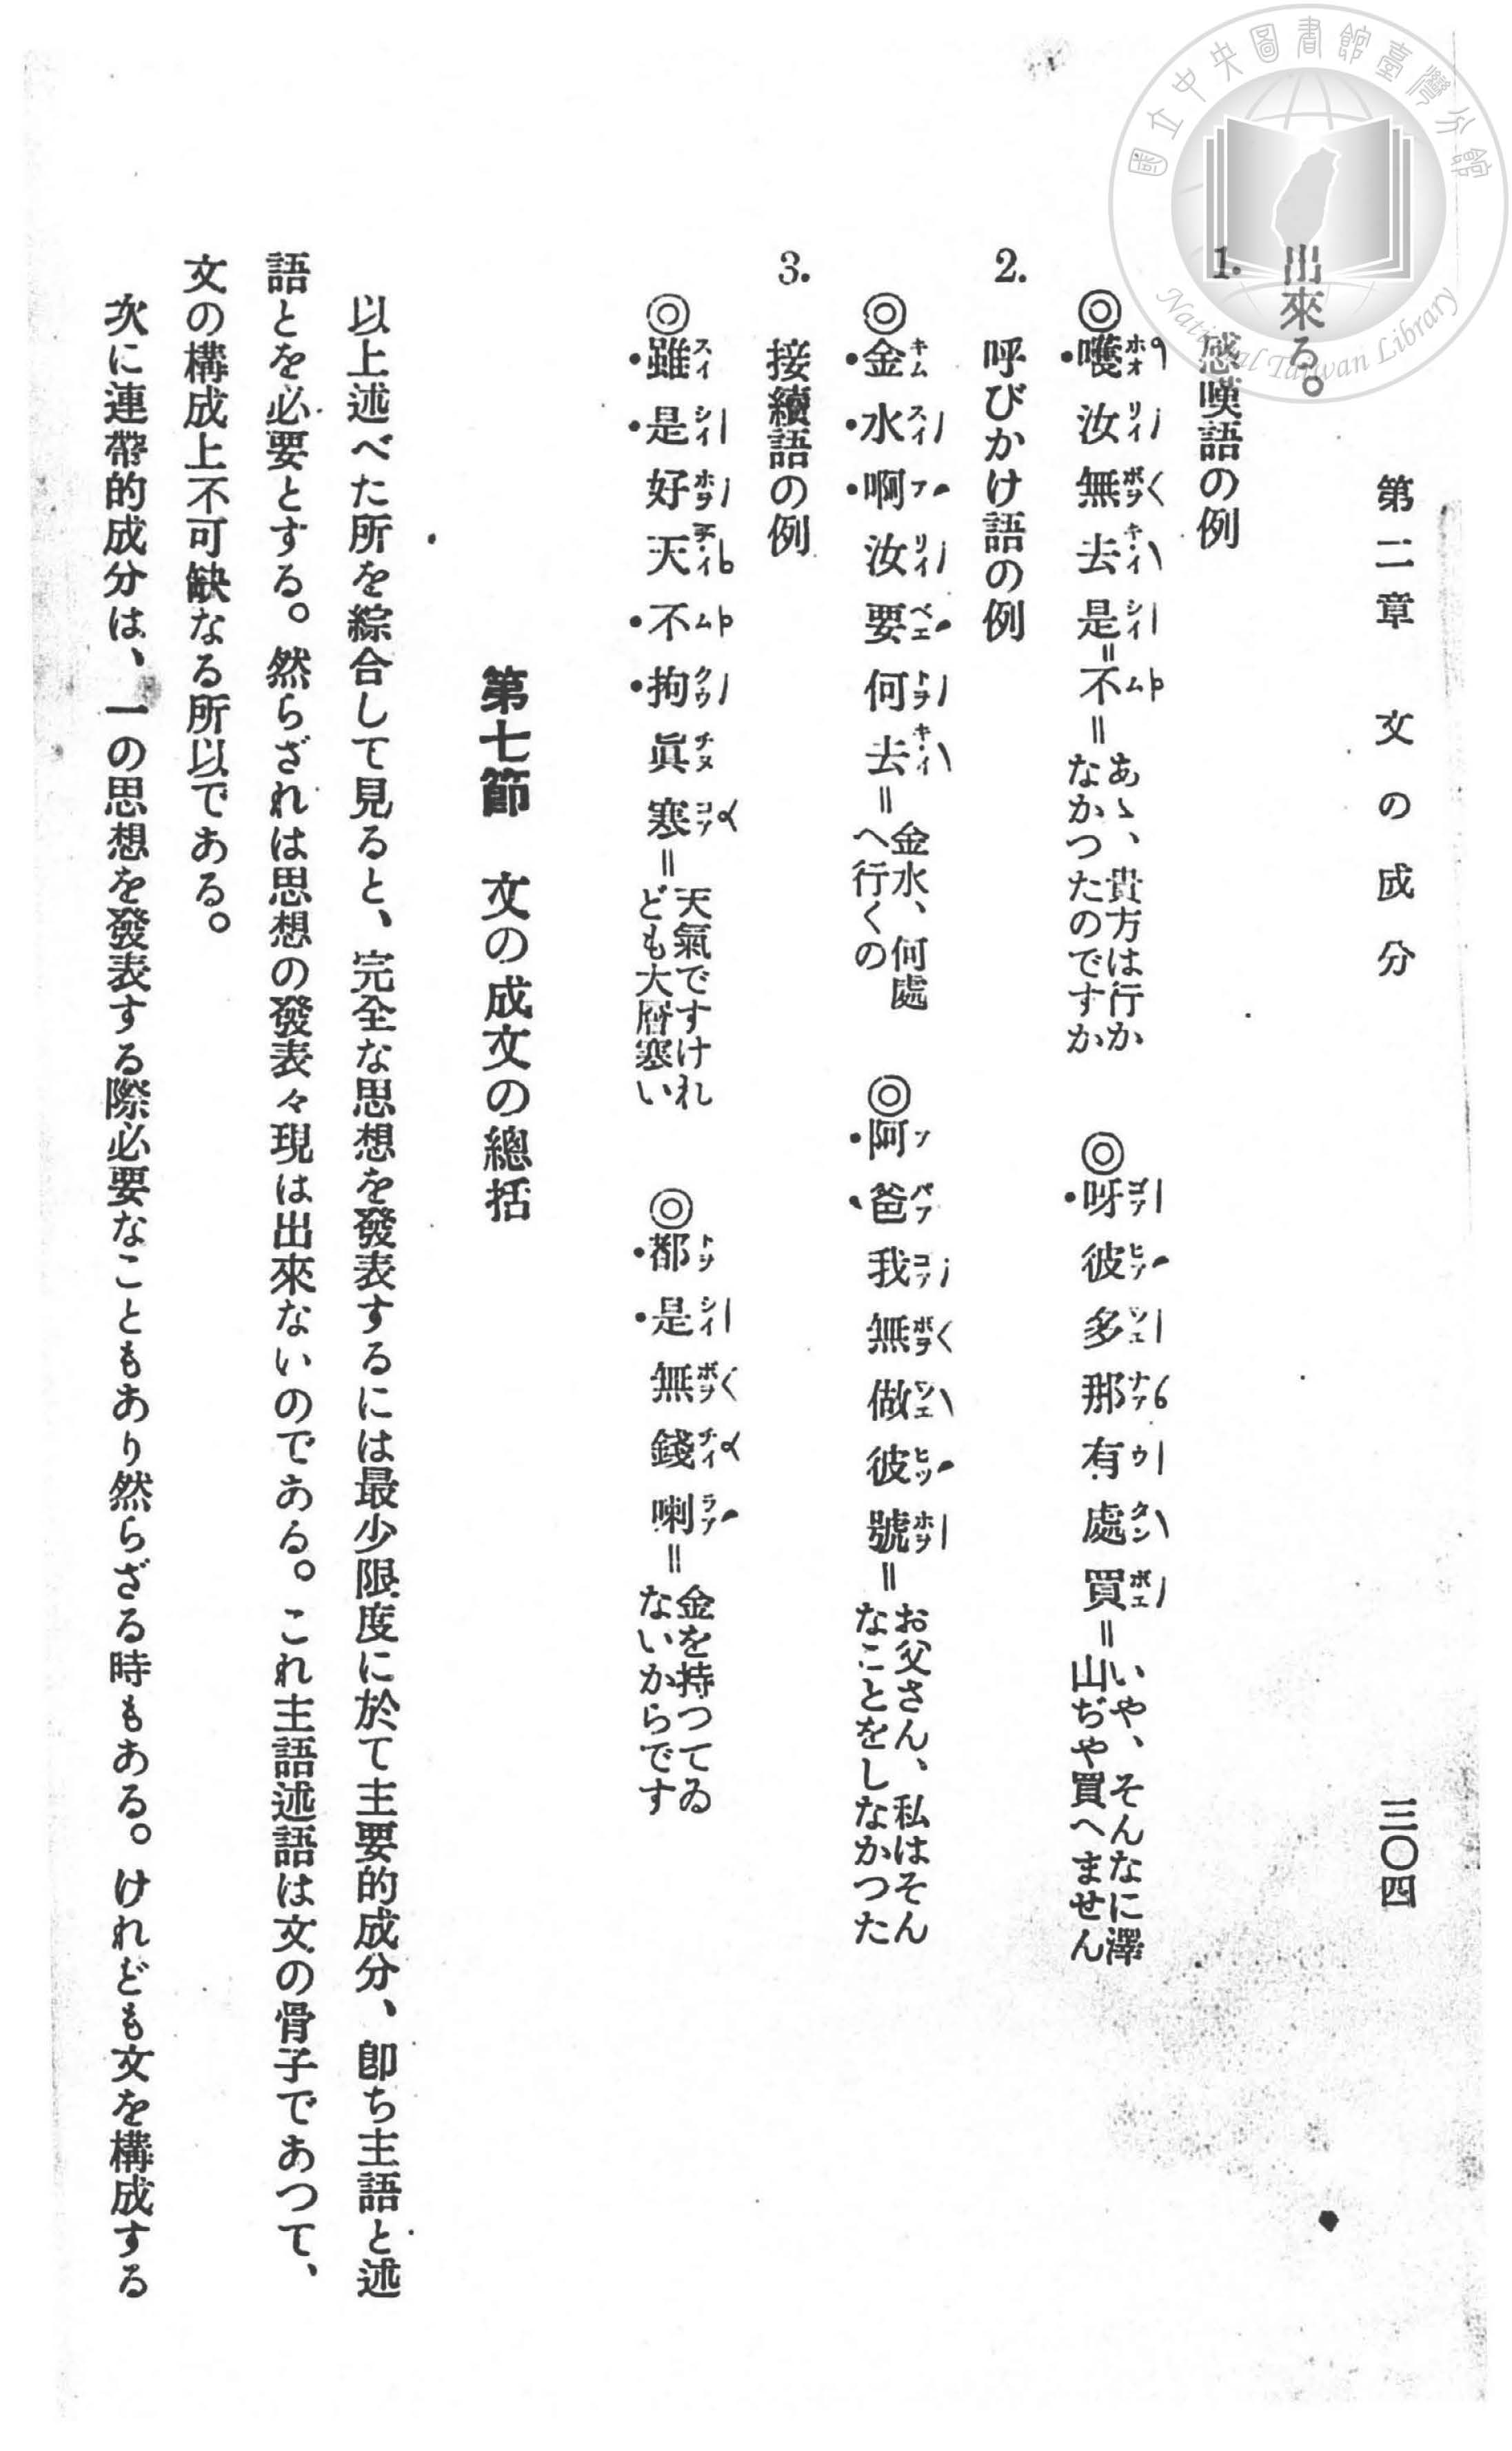 國立中央圖書館臺灣分館
National Taiwan Library
第二章　文の成分　三〇四
出來る。
1. 感嘆語の例
◎嚄汝無去是=不=あゝ、貴方は行か
なかつたのですか
◎呀彼多那有處買=いや、そんなに澤
山ぢや買へません
2. 呼びかけ語の例
◎金水啊汝要何去=金水、何處
へ行くの
◎阿爸我無做彼號=お父さん、私はそん
なことをしなかつた
3. 接續語の例
◎雖是好天不拘眞寒=天氣ですけれ
ども大層寒い
◎都是無錢喇=金を持つてゐ
ないからです
第七節　文の成文の總括
以上述べた所を綜合して見ると、完全な思想を發表するには最少限度に於て主要的成分、卽ち主語と述
語とを必要とする。然らざれは思想の發表々現は出來ないのである。これ主語述語は文の骨子であつて、
文の構成上不可缺なる所以である。
次に連帶的成分は、一の思想を發表する際必要なこともあり然らざる時もある。けれども文を構成する